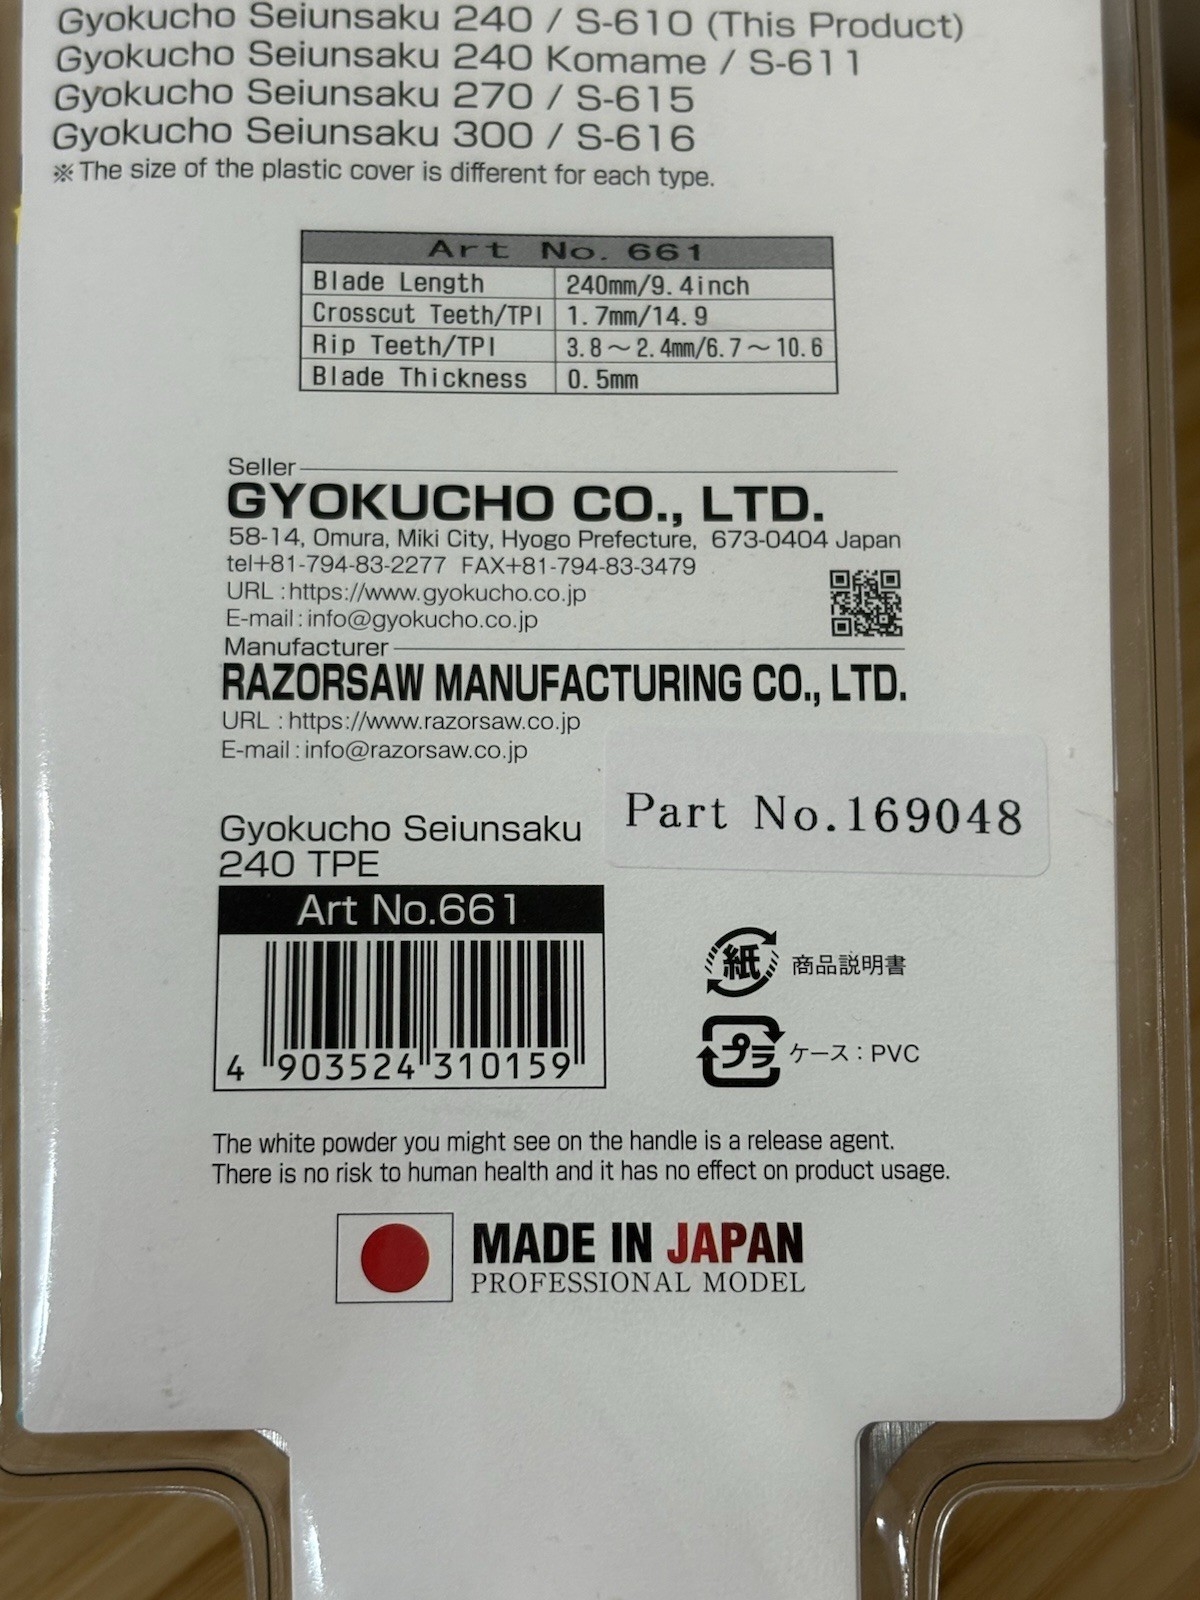 Gyokucho Seiunsaku 240 / S-610 (This Product)
Gyokucho Seiunsaku 240 Komame / S-611
Gyokucho Seiunsaku 270 / S-615
Gyokucho Seiunsaku 300 / S-616
※The size of the plastic cover is different for each type.
Art No. 661
Blade Length 240mm/9.4inch
Crosscut Teeth/TPI 1.7mm/14.9
Rip Teeth/TPI 3.8～2.4mm/6.7～10.6
Blade Thickness 0.5mm
Seller
GYOKUCHO CO., LTD.
58-14, Omura, Miki City, Hyogo Prefecture, 673-0404 Japan
tel+81-794-83-2277 FAX+81-794-83-3479
URL :https://www.gyokucho.co.jp
E-mail:info@gyokucho.co.jp
Manufacturer
RAZORSAW MANUFACTURING CO., LTD.
URL :https://www.razorsaw.co.jp
E-mail:info@razorsaw.co.jp
Part No.169048
Gyokucho Seiunsaku
240 TPE
Art No.661
4 903524 310159
紙 商品説明書
プラ ケース：PVC
The white powder you might see on the handle is a release agent.
There is no risk to human health and it has no effect on product usage.
MADE IN JAPAN
PROFESSIONAL MODEL